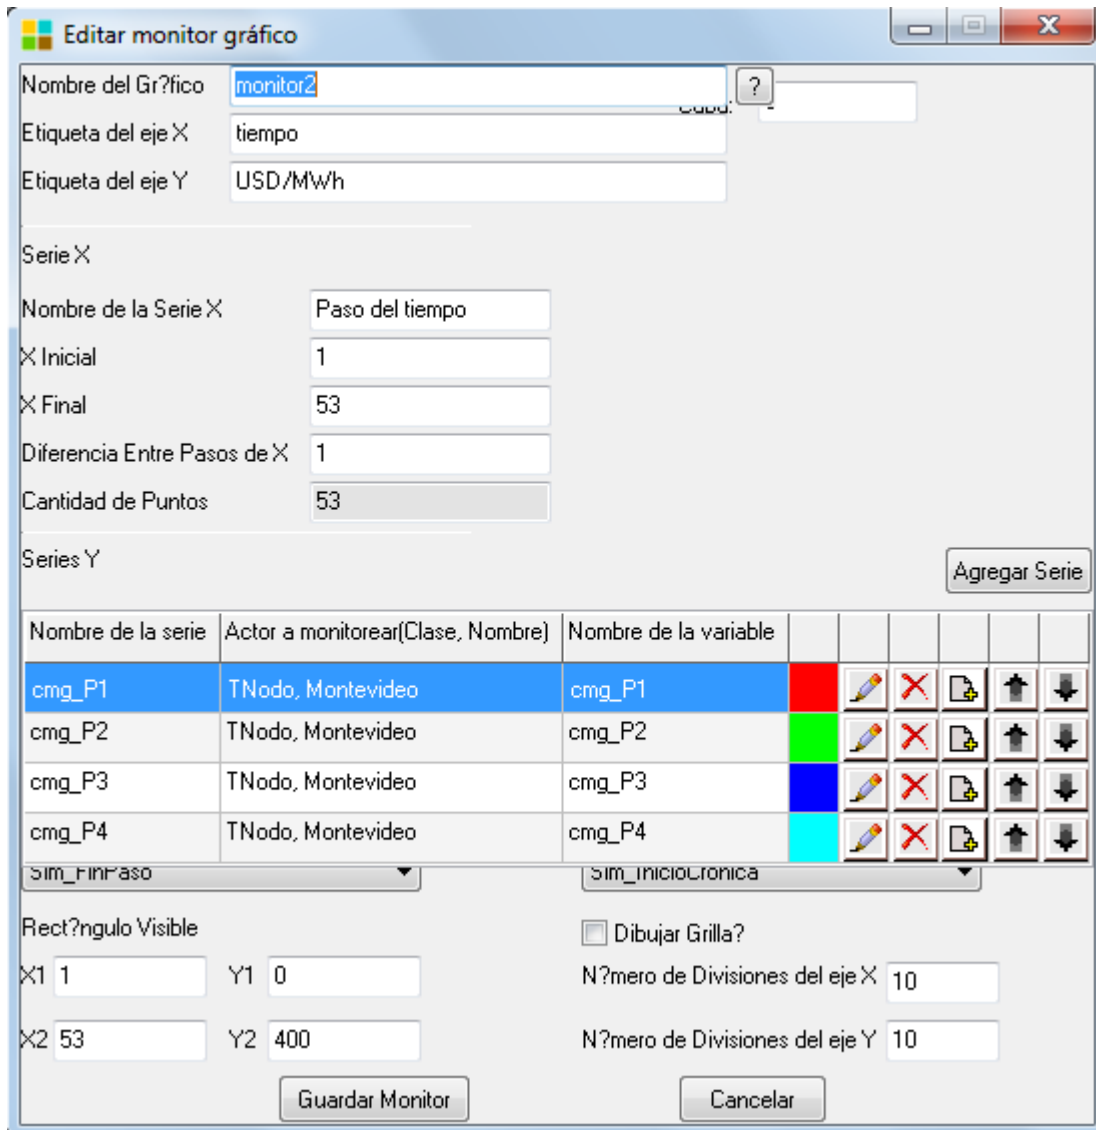 Editar monitor gráfico
Nombre del Gr?fico monitor2 ?
Etiqueta del eje X tiempo
Etiqueta del eje Y USD/MWh
Serie X
Nombre de la Serie X Paso del tiempo
X Inicial 1
X Final 53
Diferencia Entre Pasos de X 1
Cantidad de Puntos 53
Series Y Agregar Serie
Nombre de la serie Actor a monitorear(Clase, Nombre) Nombre de la variable
cmg_P1 TNodo, Montevideo cmg_P1
cmg_P2 TNodo, Montevideo cmg_P2
cmg_P3 TNodo, Montevideo cmg_P3
cmg_P4 TNodo, Montevideo cmg_P4
Sim_FinPaso Sim_InicioCronica
Rect?ngulo Visible Dibujar Grilla?
X1 1 Y1 0 N?mero de Divisiones del eje X 10
X2 53 Y2 400 N?mero de Divisiones del eje Y 10
Guardar Monitor Cancelar